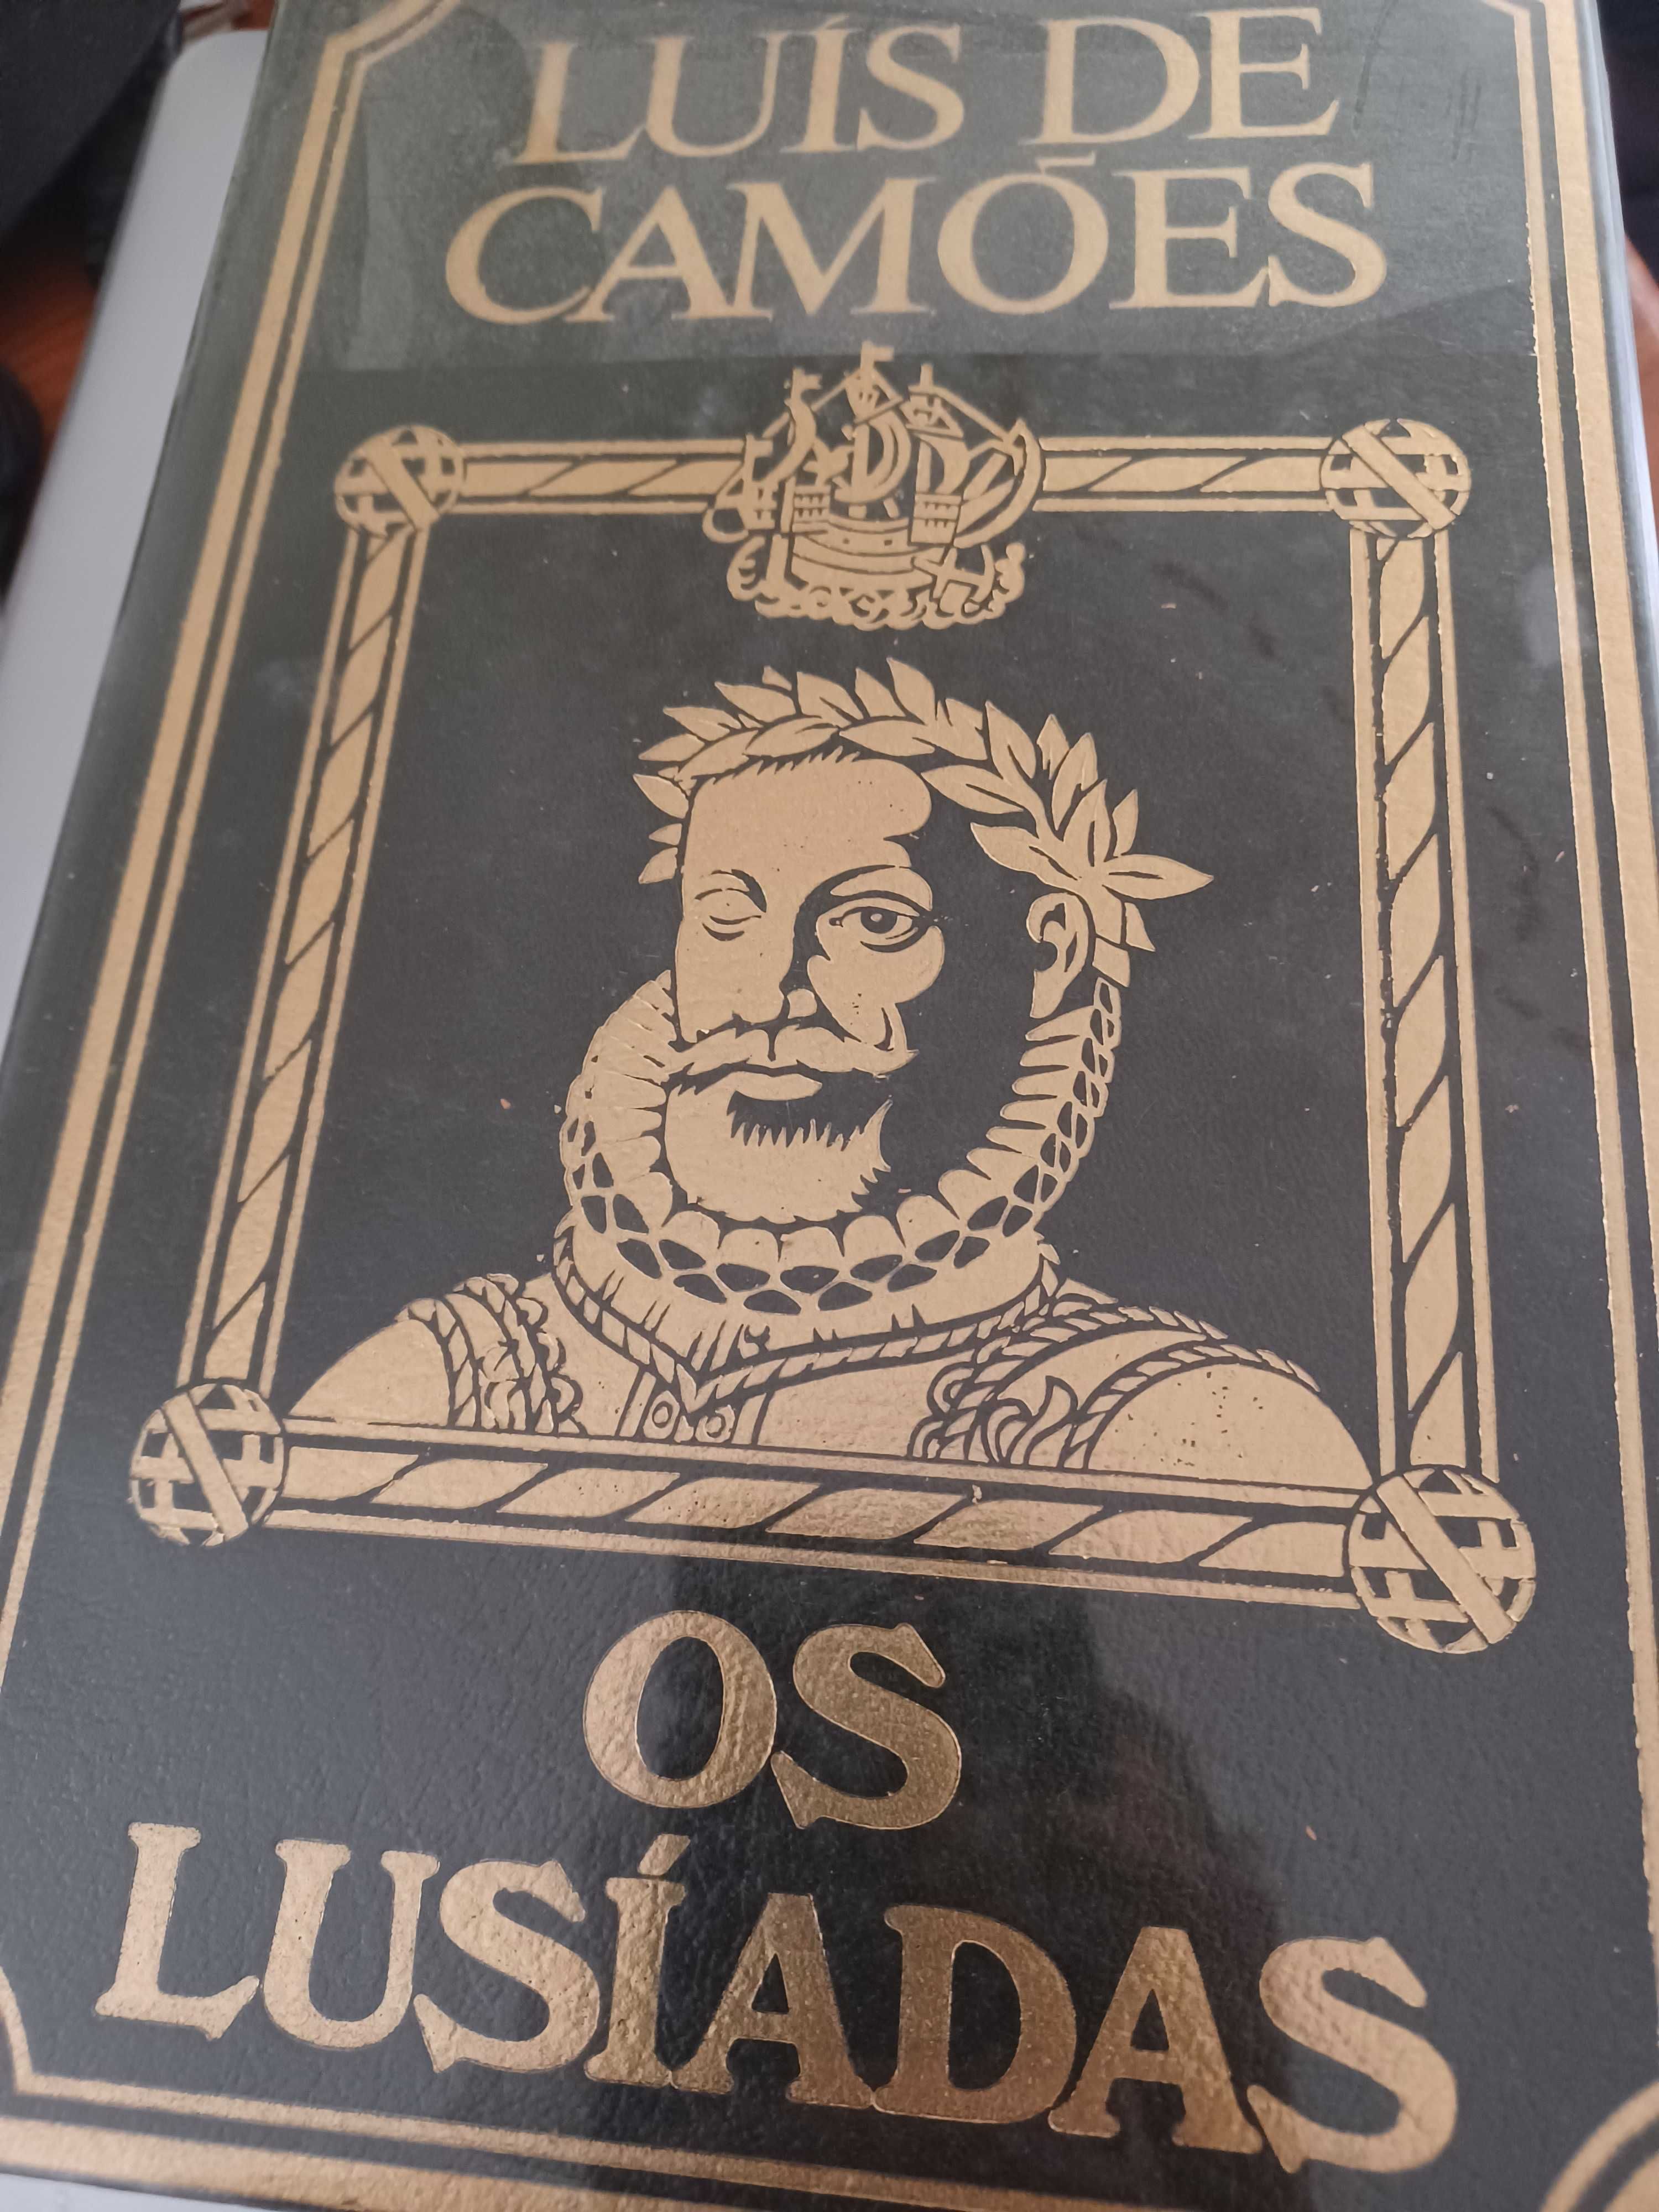 LUÍS DE
CAMÕES
OS
LUSÍADAS